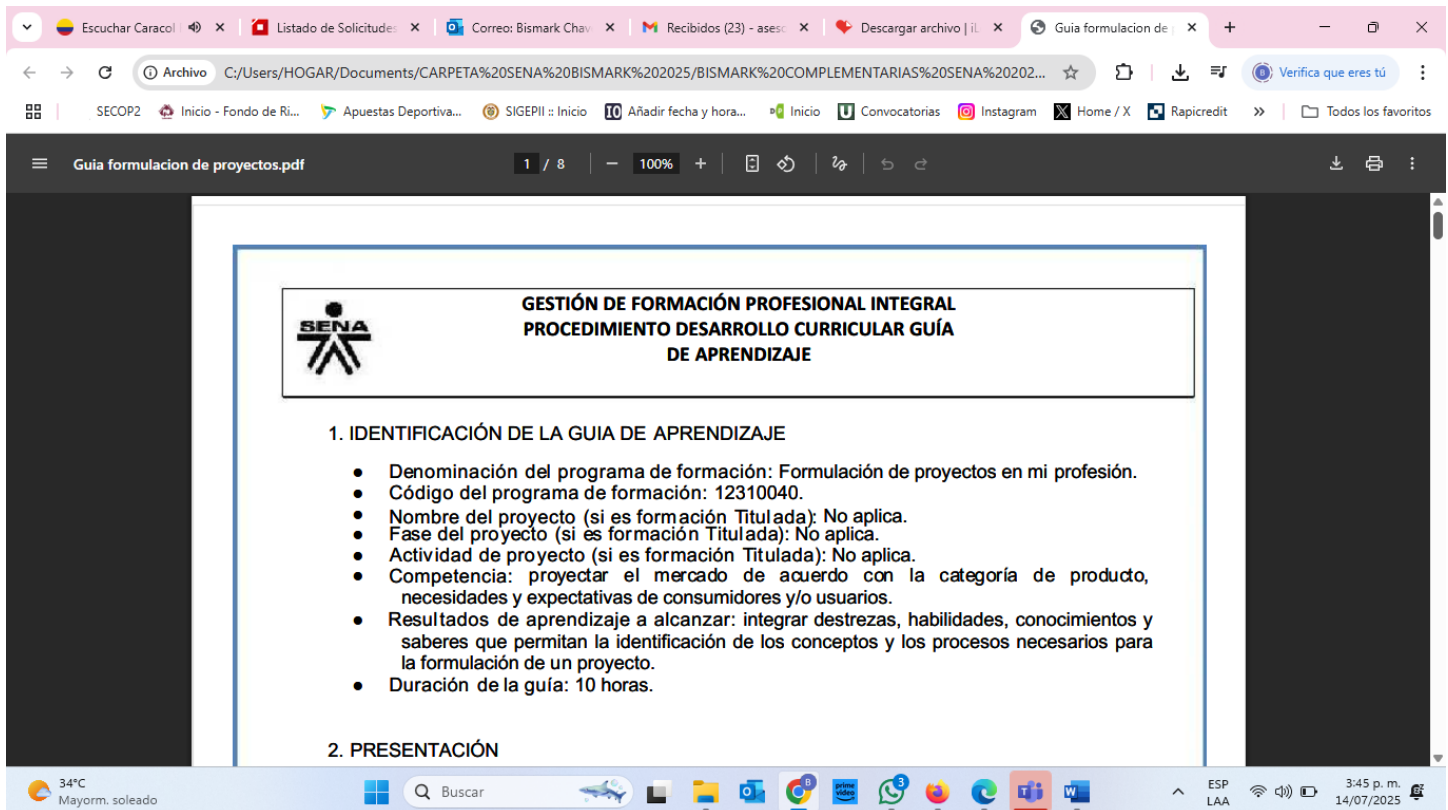 Escuchar Caracol
Listado de Solicitudes
Correo: Bismark Chav
Recibidos (23) - aseso
Descargar archivo | iL
Guia formulacion de p
Archivo C:/Users/HOGAR/Documents/CARPETA%20SENA%20BISMARK%202025/BISMARK%20COMPLEMENTARIAS%20SENA%20202...
Verifica que eres tú
SECOP2
Inicio - Fondo de Ri...
Apuestas Deportiva...
SIGEPII :: Inicio
Añadir fecha y hora...
Inicio
Convocatorias
Instagram
Home / X
Rapicredit
Todos los favoritos
Guia formulacion de proyectos.pdf
1 / 8
100%
SENA
GESTIÓN DE FORMACIÓN PROFESIONAL INTEGRAL
PROCEDIMIENTO DESARROLLO CURRICULAR GUÍA
DE APRENDIZAJE
1. IDENTIFICACIÓN DE LA GUIA DE APRENDIZAJE
● Denominación del programa de formación: Formulación de proyectos en mi profesión.
● Código del programa de formación: 12310040.
● Nombre del proyecto (si es formación Titulada): No aplica.
● Fase del proyecto (si es formación Titulada): No aplica.
● Actividad de proyecto (si es formación Titulada): No aplica.
● Competencia: proyectar el mercado de acuerdo con la categoría de producto,
necesidades y expectativas de consumidores y/o usuarios.
● Resultados de aprendizaje a alcanzar: integrar destrezas, habilidades, conocimientos y
saberes que permitan la identificación de los conceptos y los procesos necesarios para
la formulación de un proyecto.
● Duración de la guía: 10 horas.
2. PRESENTACIÓN
34°C
Mayorm. soleado
Buscar
prime video
3
ESP
LAA
3:45 p. m.
14/07/2025